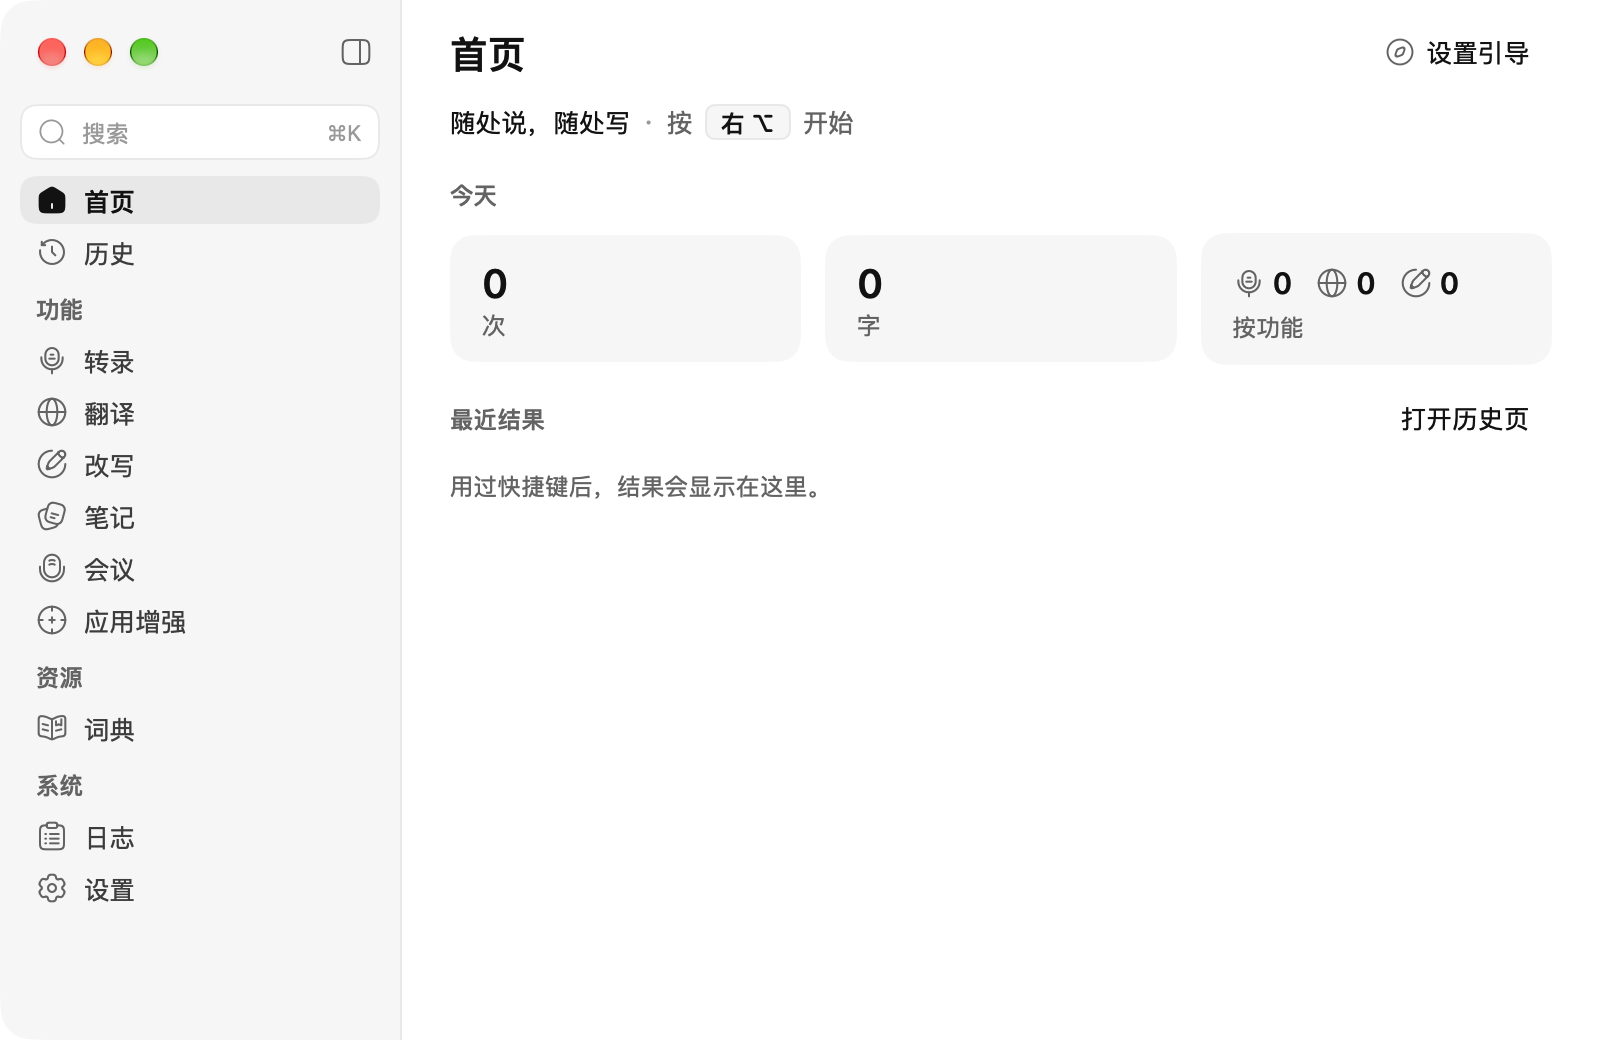 搜索 ⌘K
首页
历史
功能
转录
翻译
改写
笔记
会议
应用增强
资源
词典
系统
日志
设置
首页
设置引导
随处说，随处写 · 按 右 ⌥ 开始
今天
0
次
0
字
0 0 0
按功能
最近结果
打开历史页
用过快捷键后，结果会显示在这里。